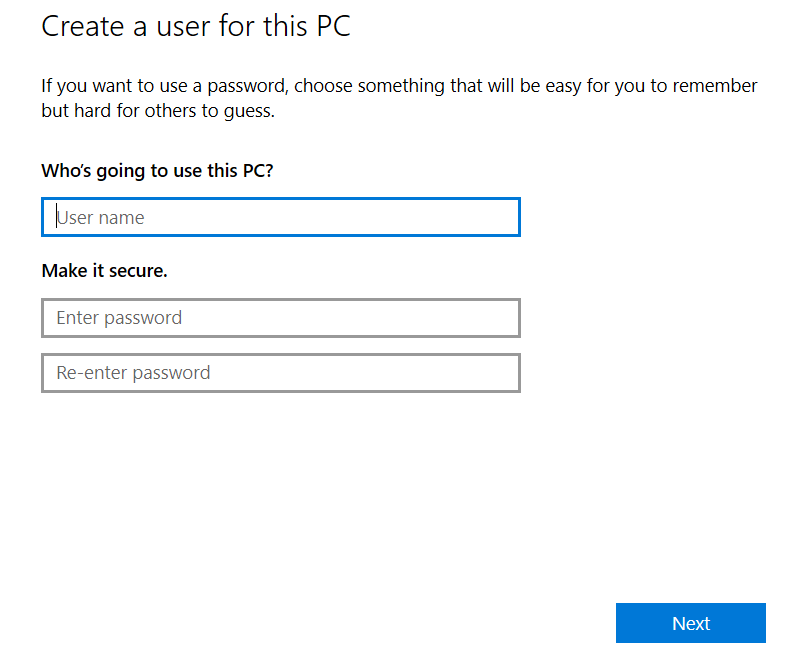 Create a user for this PC
If you want to use a password, choose something that will be easy for you to remember
but hard for others to guess.
Who's going to use this PC?
User name
Make it secure.
Enter password
Re-enter password
Next